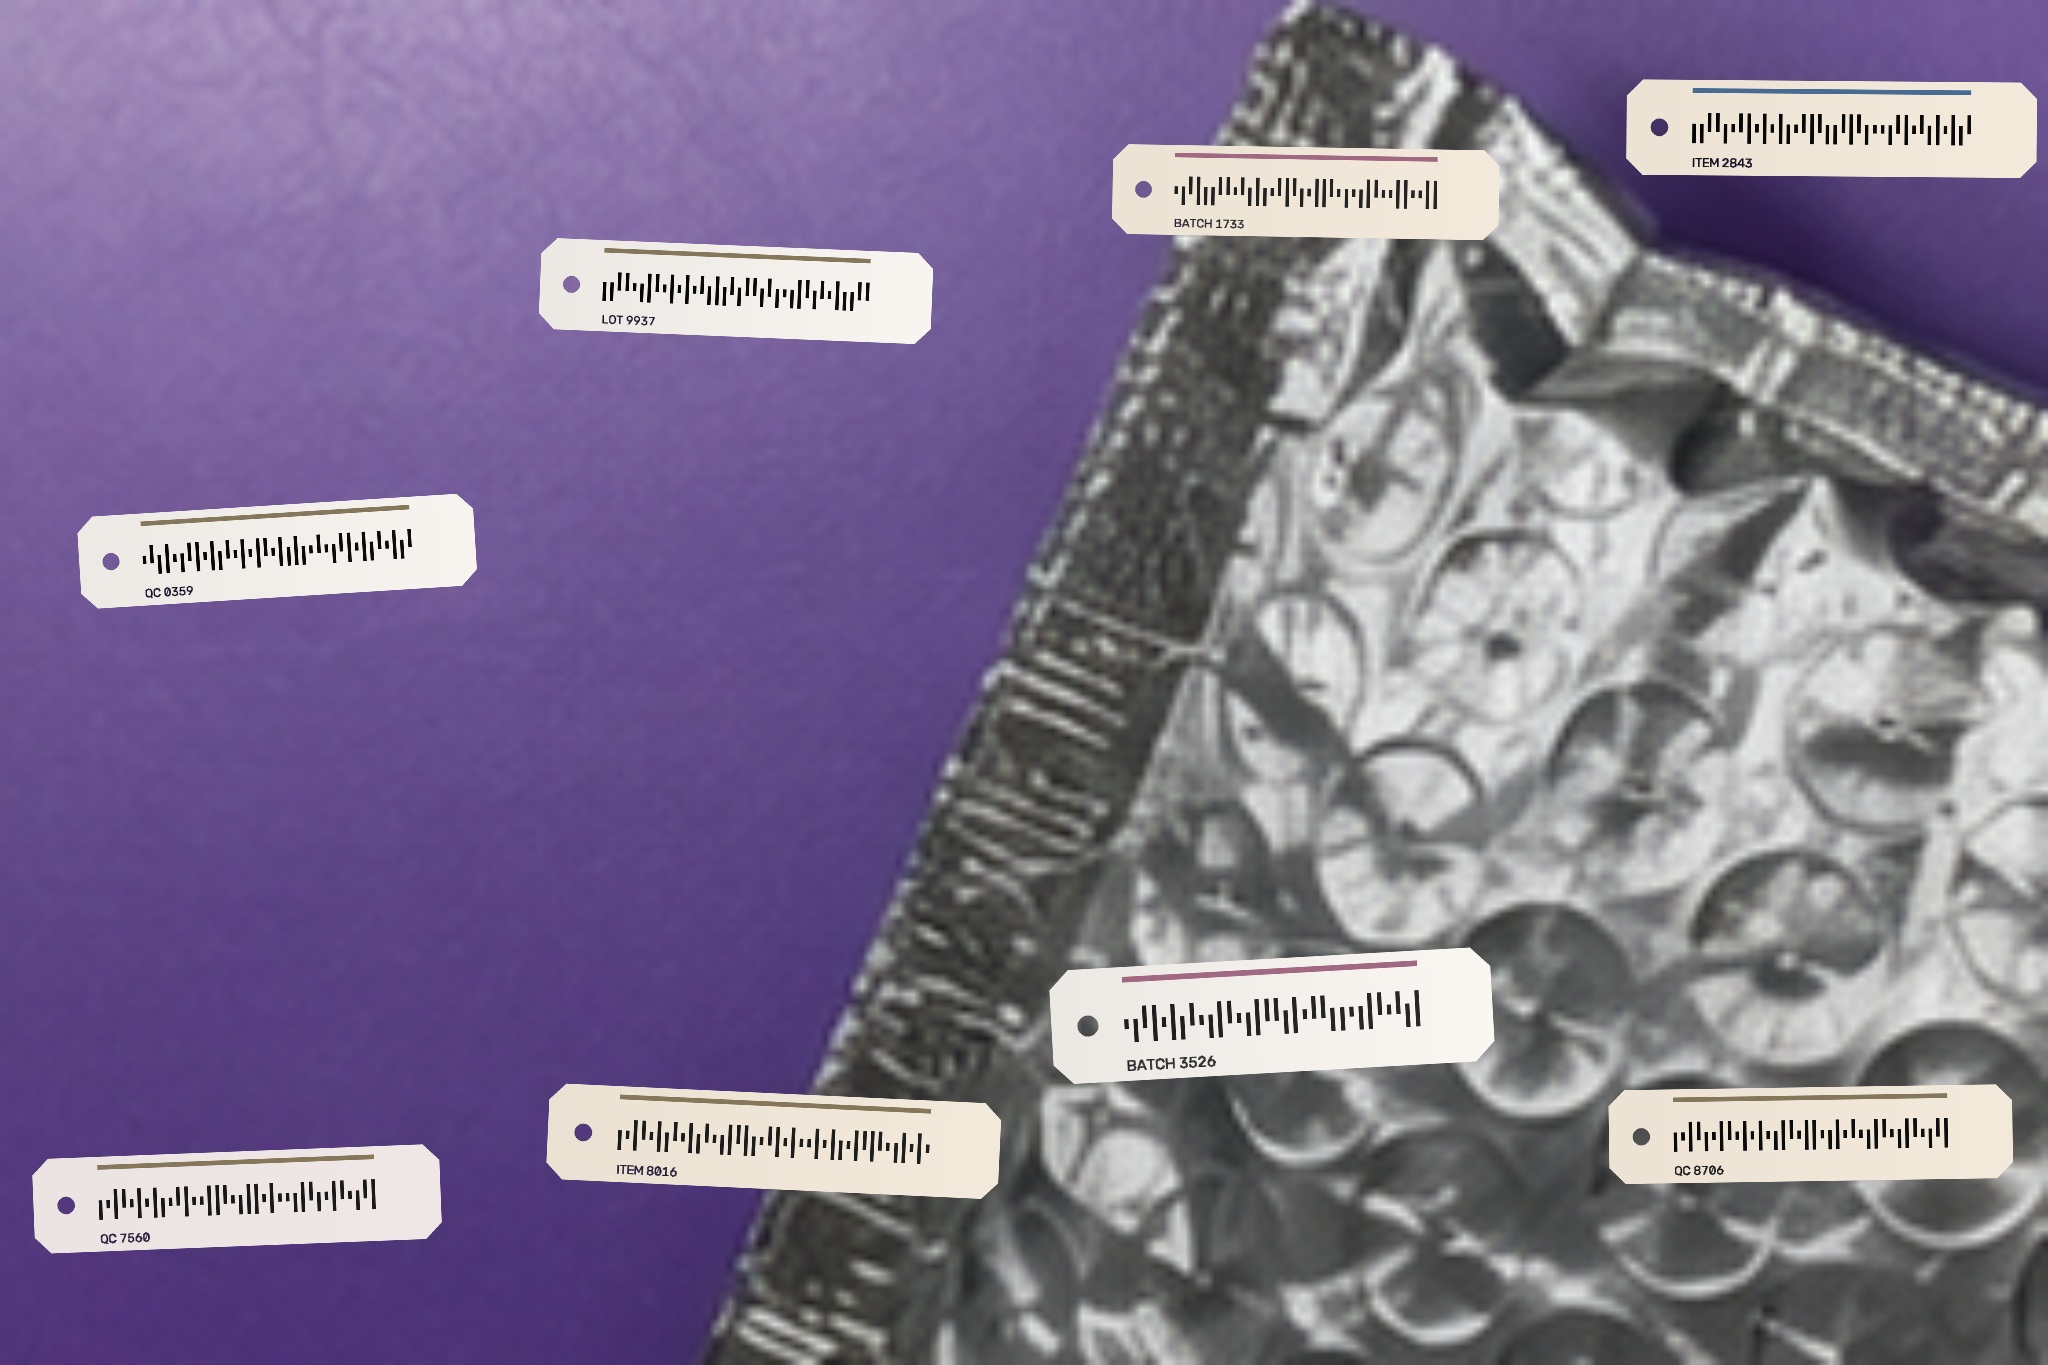 ITEM 2843
BATCH 1733
LOT 9937
QC 0359
BATCH 3526
ITEM 8016
QC 8706
QC 7560